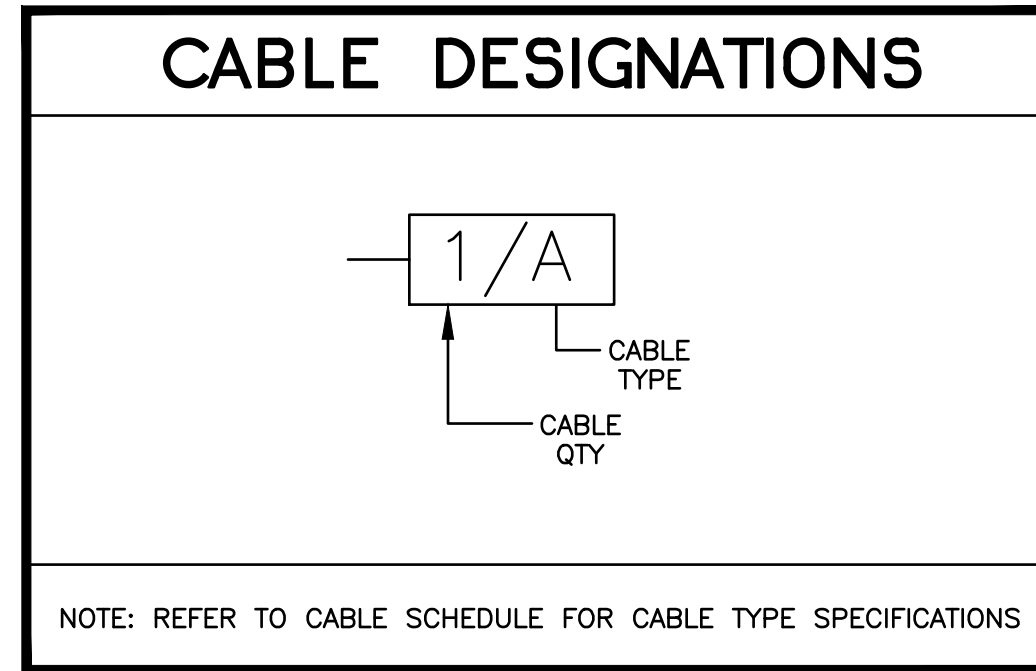 CABLE DESIGNATIONS
1/A
CABLE
TYPE
CABLE
QTY
NOTE: REFER TO CABLE SCHEDULE FOR CABLE TYPE SPECIFICATIONS